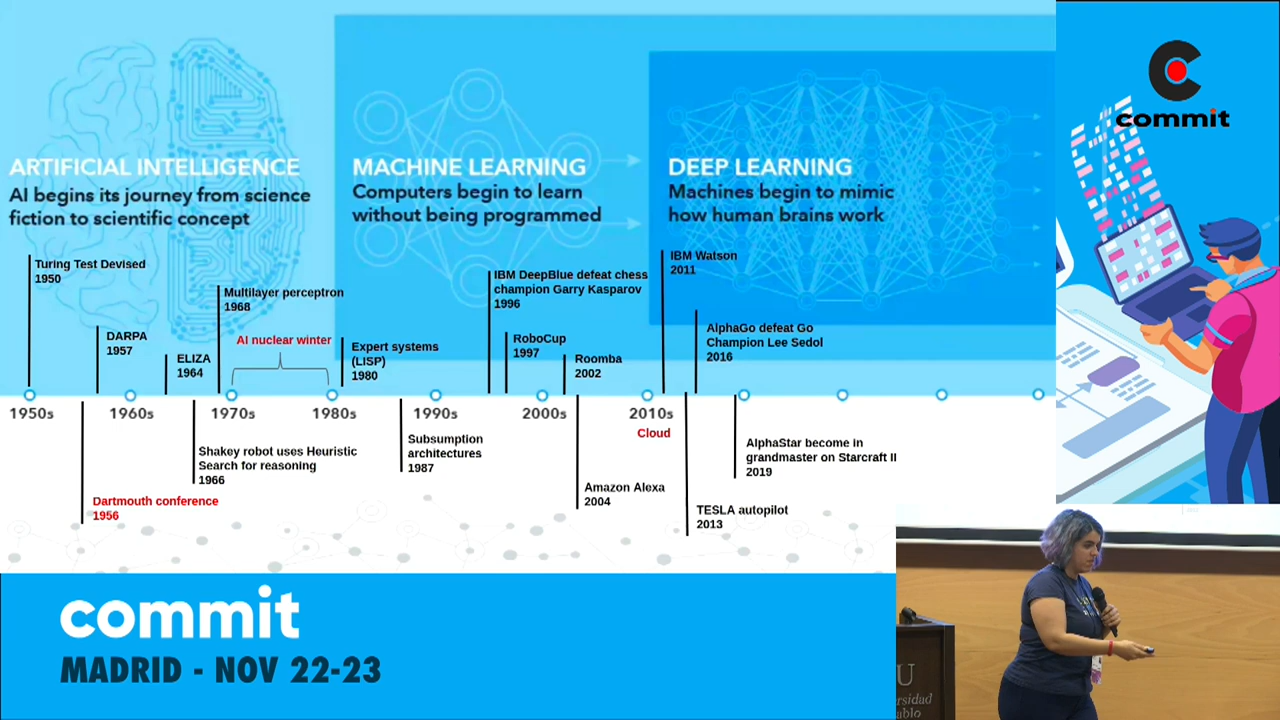 commit
ARTIFICIAL INTELLIGENCE
AI begins its journey from science
fiction to scientific concept
MACHINE LEARNING
Computers begin to learn
without being programmed
DEEP LEARNING
Machines begin to mimic
how human brains work
Turing Test Devised
1950
DARPA
1957
ELIZA
1964
Multilayer perceptron
1968
AI nuclear winter
Expert systems
(LISP)
1980
IBM DeepBlue defeat chess
champion Garry Kasparov
1996
RoboCup
1997
Roomba
2002
IBM Watson
2011
AlphaGo defeat Go
Champion Lee Sedol
2016
1950s
1960s
1970s
1980s
1990s
2000s
2010s
Cloud
Dartmouth conference
1956
Shakey robot uses Heuristic
Search for reasoning
1966
Subsumption
architectures
1987
Amazon Alexa
2004
TESLA autopilot
2013
AlphaStar become in
grandmaster on Starcraft II
2019
commit
MADRID - NOV 22-23
U
rsidad
ablo